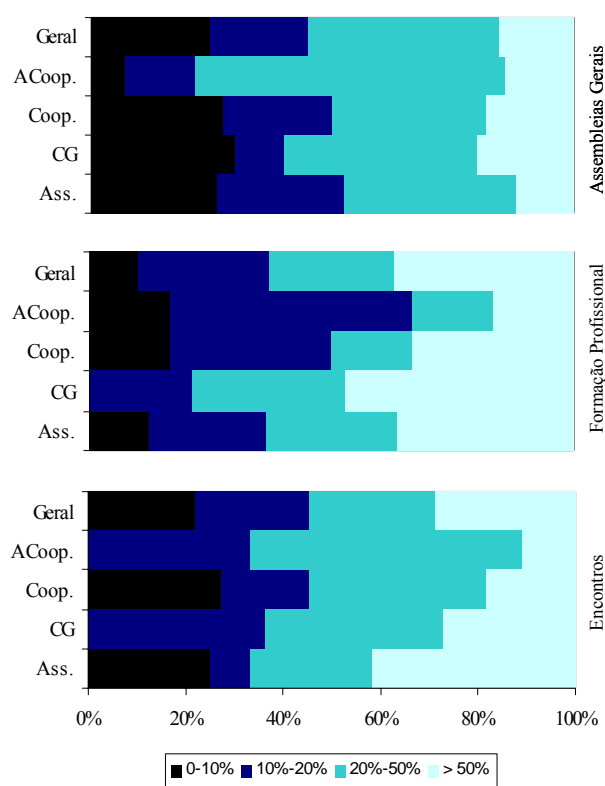 Geral
ACoop.
Coop.
CG
Ass.
Assembleias Gerais
Geral
ACoop.
Coop.
CG
Ass.
Formação Profissional
Geral
ACoop.
Coop.
CG
Ass.
Encontros
0% 20% 40% 60% 80% 100%
0-10% 10%-20% 20%-50% > 50%